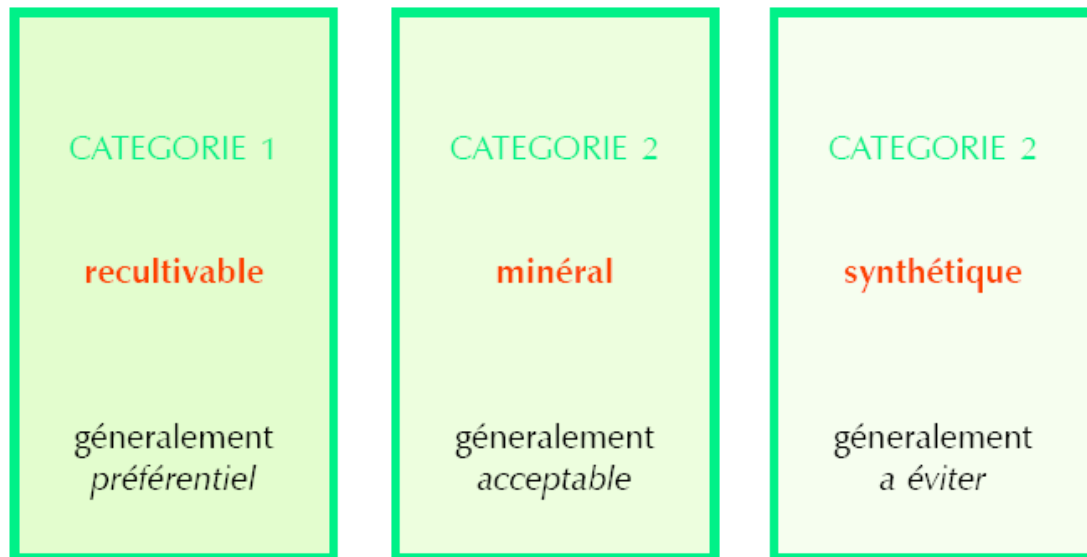 CATEGORIE 1
recultivable
géneralement
préférentiel
CATEGORIE 2
minéral
géneralement
acceptable
CATEGORIE 2
synthétique
géneralement
a éviter